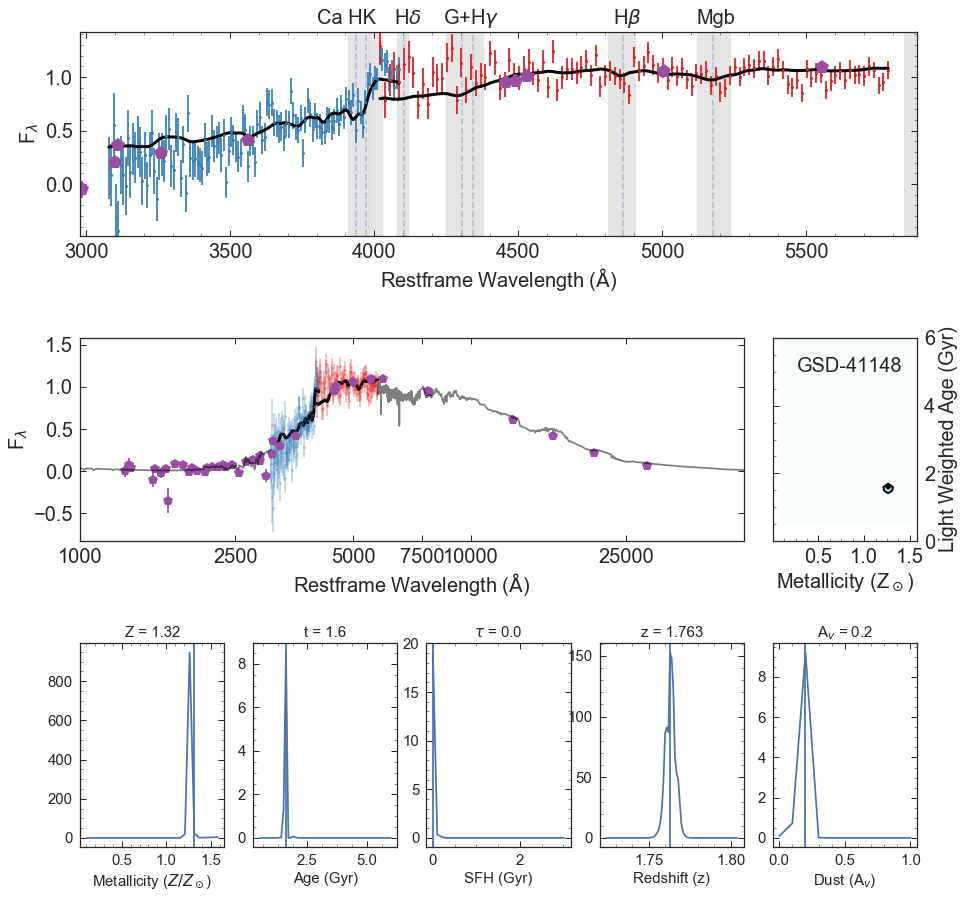 Ca HK Hδ G+Hγ Hβ Mgb
1.0
0.5
0.0
Fλ
3000 3500 4000 4500 5000 5500
Restframe Wavelength (Å)
1.5
1.0
0.5
0.0
−0.5
Fλ
1000 2500 5000 7500 10000 25000
Restframe Wavelength (Å)
GSD-41148
6
4
2
0
Light Weighted Age (Gyr)
0.5 1.0 1.5
Metallicity (Z⊙)
Z = 1.32
800
600
400
200
0
0.5 1.0 1.5
Metallicity (Z/Z⊙)
t = 1.6
8
6
4
2
0
2.5 5.0
Age (Gyr)
τ = 0.0
20
15
10
5
0
0 2
SFH (Gyr)
z = 1.763
150
100
50
0
1.75 1.80
Redshift (z)
Av = 0.2
8
6
4
2
0
0.0 0.5 1.0
Dust (Av)